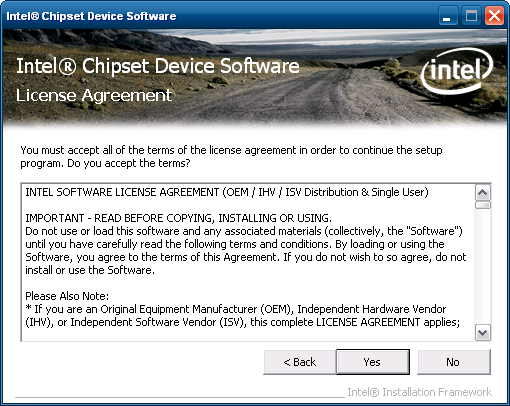 Intel® Chipset Device Software
Intel® Chipset Device Software
intel
License Agreement
You must accept all of the terms of the license agreement in order to continue the setup
program. Do you accept the terms?
INTEL SOFTWARE LICENSE AGREEMENT (OEM / IHV / ISV Distribution & Single User)
IMPORTANT - READ BEFORE COPYING, INSTALLING OR USING.
Do not use or load this software and any associated materials (collectively, the "Software")
until you have carefully read the following terms and conditions. By loading or using the
Software, you agree to the terms of this Agreement. If you do not wish to so agree, do not
install or use the Software.
Please Also Note:
* If you are an Original Equipment Manufacturer (OEM), Independent Hardware Vendor
(IHV), or Independent Software Vendor (ISV), this complete LICENSE AGREEMENT applies;
< Back
Yes
No
Intel® Installation Framework